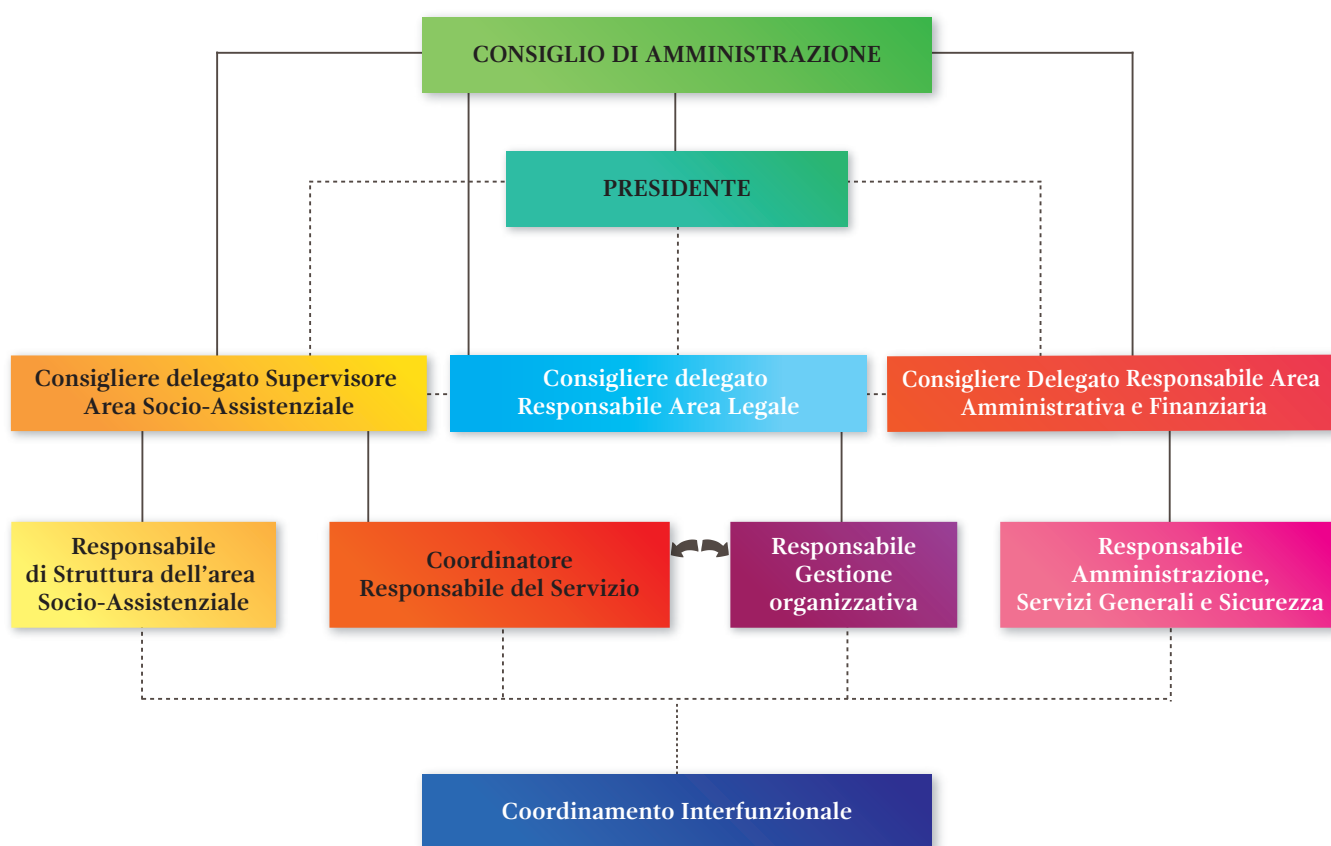 CONSIGLIO DI AMMINISTRAZIONE
PRESIDENTE
Consigliere delegato Supervisore
Area Socio-Assistenziale
Consigliere delegato
Responsabile Area Legale
Consigliere Delegato Responsabile Area
Amministrativa e Finanziaria
Responsabile
di Struttura dell’area
Socio-Assistenziale
Coordinatore
Responsabile del Servizio
Responsabile
Gestione
organizzativa
Responsabile
Amministrazione,
Servizi Generali e Sicurezza
Coordinamento Interfunzionale